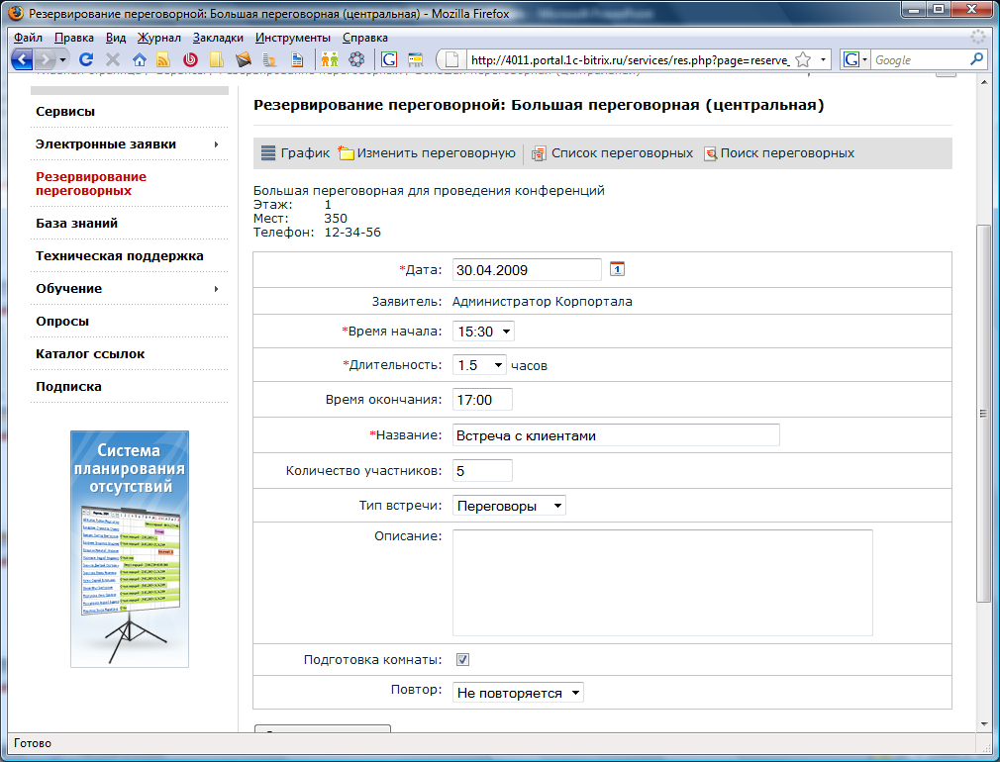 Резервирование переговорной: Большая переговорная (центральная) - Mozilla Firefox
Файл Правка Вид Журнал Закладки Инструменты Справка
http://4011.portal.1c-bitrix.ru/services/res.php?page=reserve_
Google
Сервисы
Электронные заявки
Резервирование
переговорных
База знаний
Техническая поддержка
Обучение
Опросы
Каталог ссылок
Подписка
Система
планирования
отсутствий
Резервирование переговорной: Большая переговорная (центральная)
График Изменить переговорную Список переговорных Поиск переговорных
Большая переговорная для проведения конференций
Этаж: 1
Мест: 350
Телефон: 12-34-56
*Дата: 30.04.2009 1
Заявитель: Администратор Корпортала
*Время начала: 15:30
*Длительность: 1.5 часов
Время окончания: 17:00
*Название: Встреча с клиентами
Количество участников: 5
Тип встречи: Переговоры
Описание:
Подготовка комнаты:
Повтор: Не повторяется
Готово